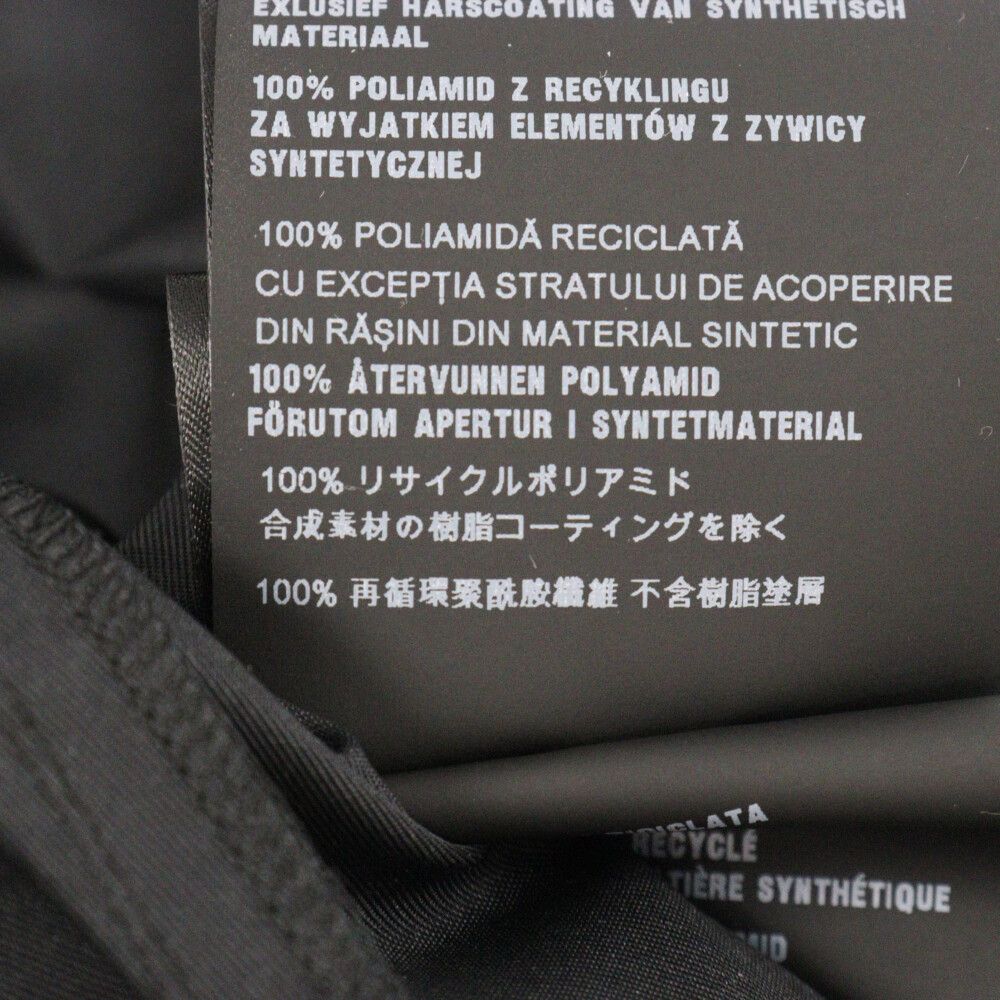 EXLUSIEF HARSCOATING VAN SYNTHETISCH
MATERIAAL
100% POLIAMID Z RECYKLINGU
ZA WYJATKIEM ELEMENTÓW Z ZYWICY
SYNTETYCZNEJ
100% POLIAMIDĂ RECICLATĂ
CU EXCEPȚIA STRATULUI DE ACOPERIRE
DIN RĂȘINI DIN MATERIAL SINTETIC
100% ÅTERVUNNEN POLYAMID
FÖRUTOM APERTUR I SYNTETMATERIAL
100% リサイクルポリアミド
合成素材の樹脂コーティングを除く
100% 再循環聚酰胺纖維 不含樹脂塗層
RECYCLÉ
SYNTHÉTIQUE